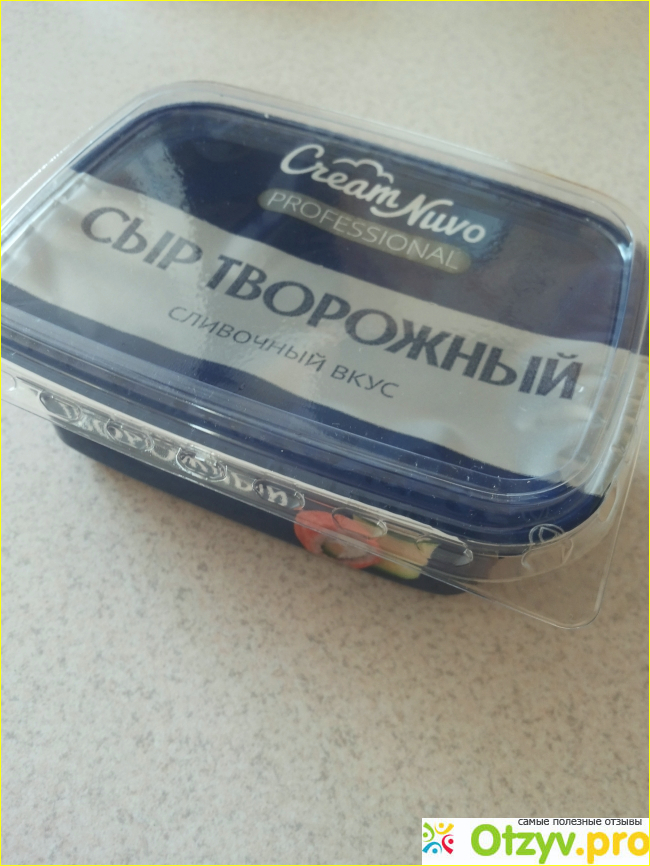 Cream Nuvo
PROFESSIONAL
СЫР ТВОРОЖНЫЙ
СЛИВОЧНЫЙ ВКУС
самые полезные отзывы
Otzyv.pro